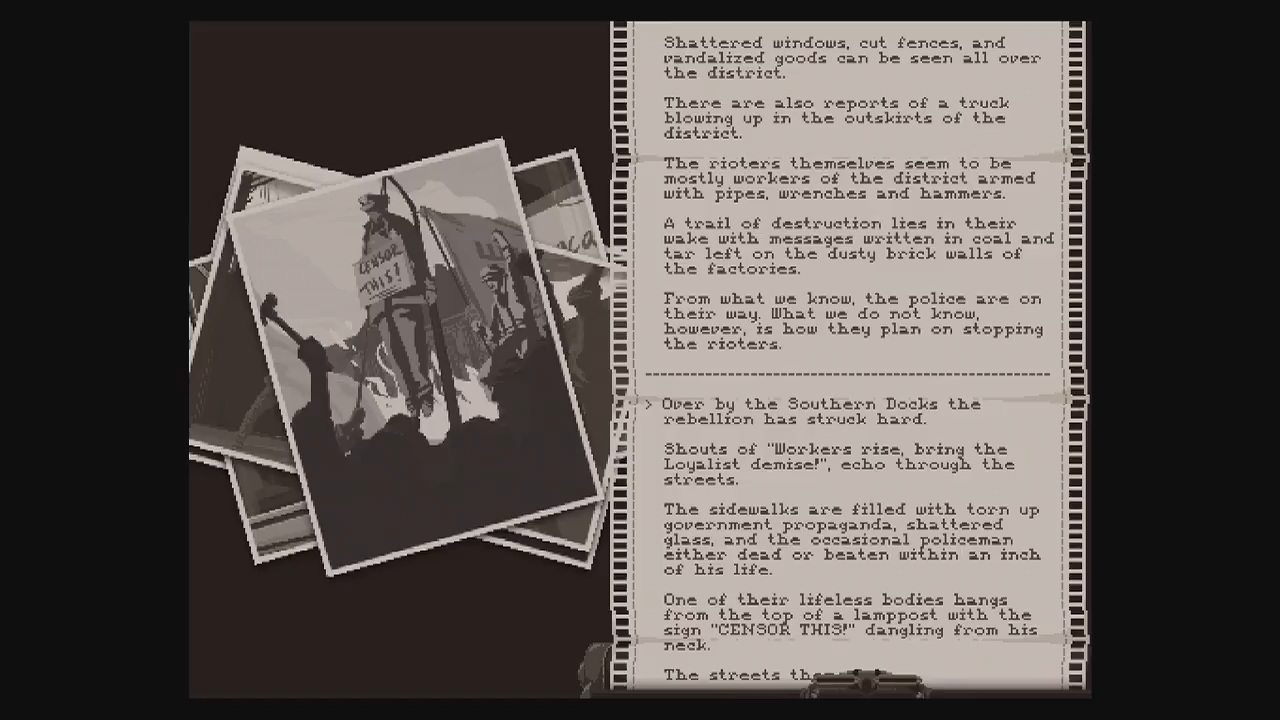 CENSOR
THIS!
Shattered windows, cut fences, and
vandalized goods can be seen all over
the district.
There are also reports of a truck
blowing up in the outskirts of the
district.
The rioters themselves seem to be
mostly workers of the district armed
with pipes, wrenches and hammers.
A trail of destruction lies in their
wake with messages written in coal and
tar left on the dusty brick walls of
the factories.
From what we know, the police are on
their way. What we do not know,
however, is how they plan on stopping
the rioters.
> Over by the Southern Docks the
rebellion has struck hard.
Shouts of "Workers rise, bring the
Loyalist demise!", echo through the
streets.
The sidewalks are filled with torn up
government propaganda, shattered
glass, and the occasional policeman
either dead or beaten within an inch
of his life.
One of their lifeless bodies hangs
from the top of a lamppost with the
sign "CENSOR THIS!" dangling from his
neck.
The streets